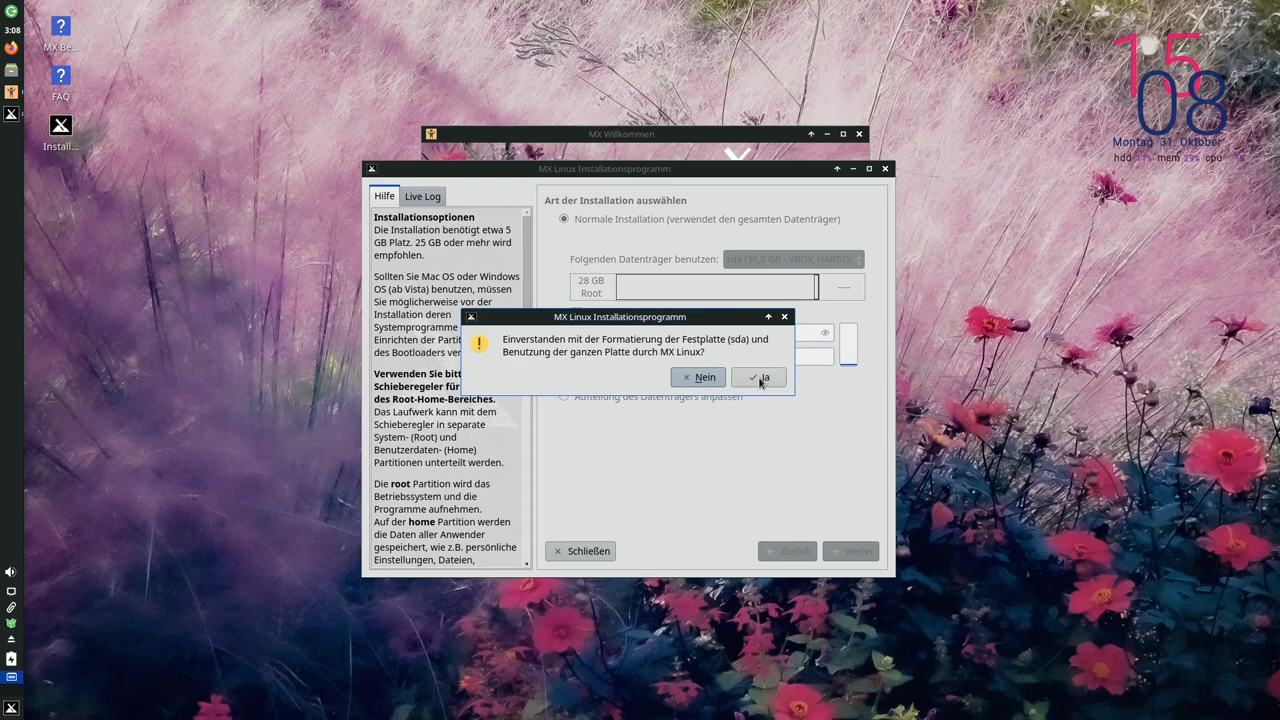 3:08
MX Be...
FAQ
Install...
15
08
Montag 31. Oktober
hdd
mem 29% cpu
MX Willkommen
MX Linux Installationsprogramm
Hilfe
Live Log
Installationsoptionen
Die Installation benötigt etwa 5
GB Platz. 25 GB oder mehr wird
empfohlen.
Sollten Sie Mac OS oder Windows
OS (ab Vista) benutzen, müssen
Sie möglicherweise vor der
Installation deren
Systemprogramme
Einrichten der Partit
des Bootloaders ver
Verwenden Sie bitt
Schieberegeler für
des Root-Home-Bereiches.
Das Laufwerk kann mit dem
Schieberegler in separate
System- (Root) und
Benutzerdaten- (Home)
Partitionen unterteilt werden.
Die root Partition wird das
Betriebssystem und die
Programme aufnehmen.
Auf der home Partition werden
die Daten aller Anwender
gespeichert, wie z.B. persönliche
Einstellungen, Dateien,
Art der Installation auswählen
Normale Installation (verwendet den gesamten Datenträger)
Folgenden Datenträger benutzen:
sda (30,0 GB - VBOX_HARDDI
28 GB
Root
----
MX Linux Installationsprogramm
Einverstanden mit der Formatierung der Festplatte (sda) und
Benutzung der ganzen Platte durch MX Linux?
Nein
Ja
Aufteilung des Datenträgers anpassen
Schließen
Zurück
Weiter